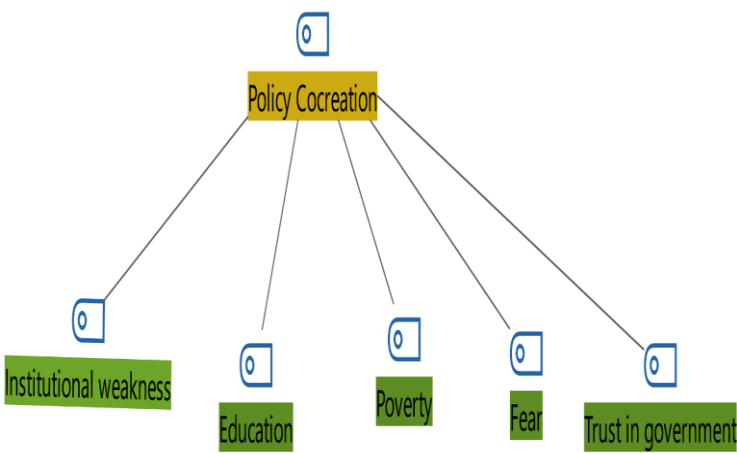 Policy Cocreation
Institutional weakness
Education
Poverty
Fear
Trust in government